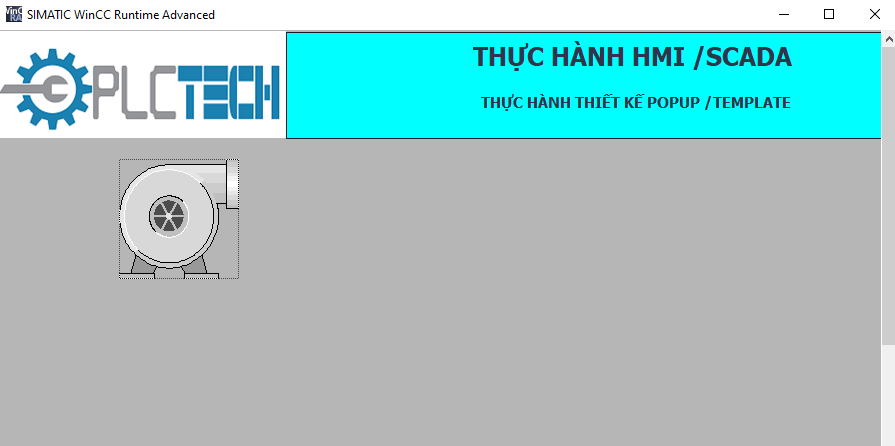 SIMATIC WinCC Runtime Advanced
PLCTECH
THỰC HÀNH HMI /SCADA
THỰC HÀNH THIẾT KẾ POPUP /TEMPLATE